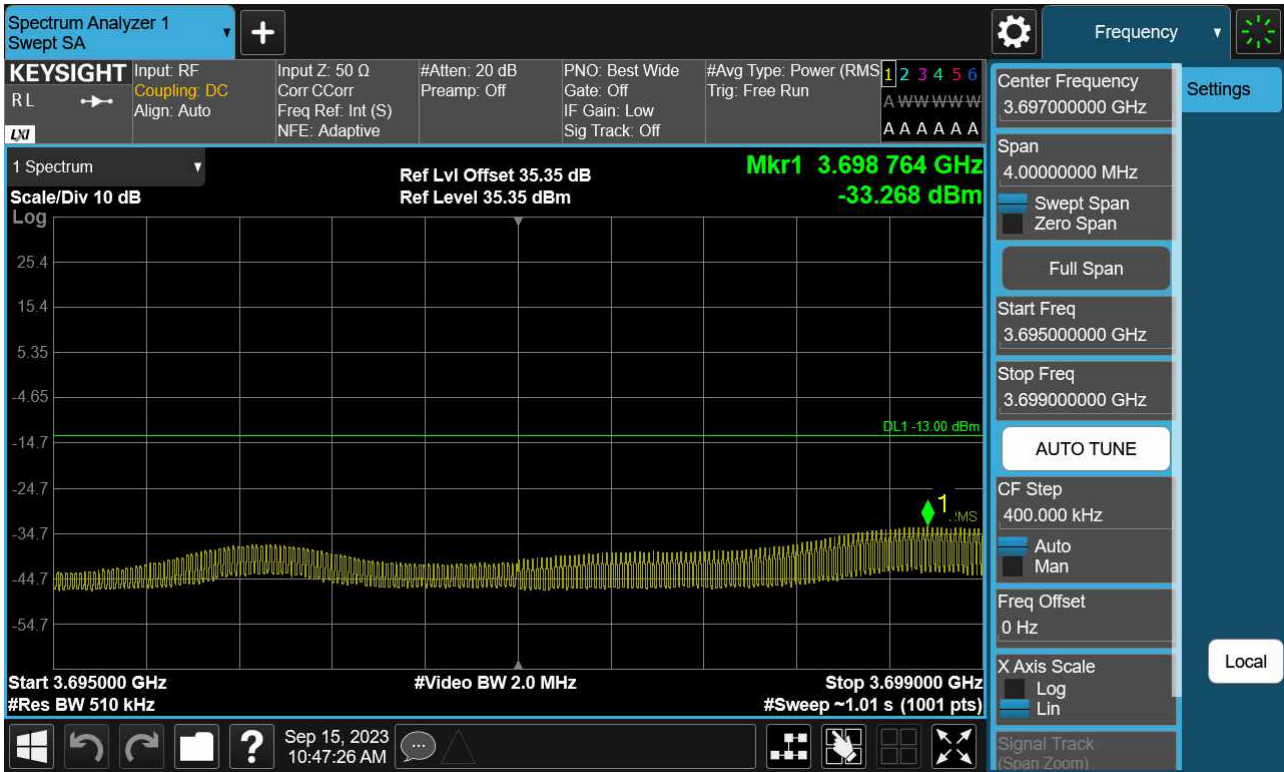 Spectrum Analyzer 1
Swept SA
Frequency
KEYSIGHT
RL
LXI
Input: RF
Coupling: DC
Align: Auto
Input Z: 50 Ω
Corr CCorr
Freq Ref: Int (S)
NFE: Adaptive
#Atten: 20 dB
Preamp: Off
PNO: Best Wide
Gate: Off
IF Gain: Low
Sig Track: Off
#Avg Type: Power (RMS
Trig: Free Run
1 2 3 4 5 6
A W W W W W
A A A A A A
1 Spectrum
Scale/Div 10 dB
Log
Ref Lvl Offset 35.35 dB
Ref Level 35.35 dBm
Mkr1 3.698 764 GHz
-33.268 dBm
25.4
15.4
5.35
-4.65
DL1 -13.00 dBm
-14.7
-24.7
1
-34.7
-44.7
-54.7
Start 3.695000 GHz
#Video BW 2.0 MHz
Stop 3.699000 GHz
#Res BW 510 kHz
#Sweep ~1.01 s (1001 pts)
Center Frequency
3.697000000 GHz
Settings
Span
4.00000000 MHz
Swept Span
Zero Span
Full Span
Start Freq
3.695000000 GHz
Stop Freq
3.699000000 GHz
AUTO TUNE
CF Step
400.000 kHz
Auto
Man
Freq Offset
0 Hz
X Axis Scale
Log
Lin
Local
Signal Track
(Span Zoom)
?
Sep 15, 2023
10:47:26 AM